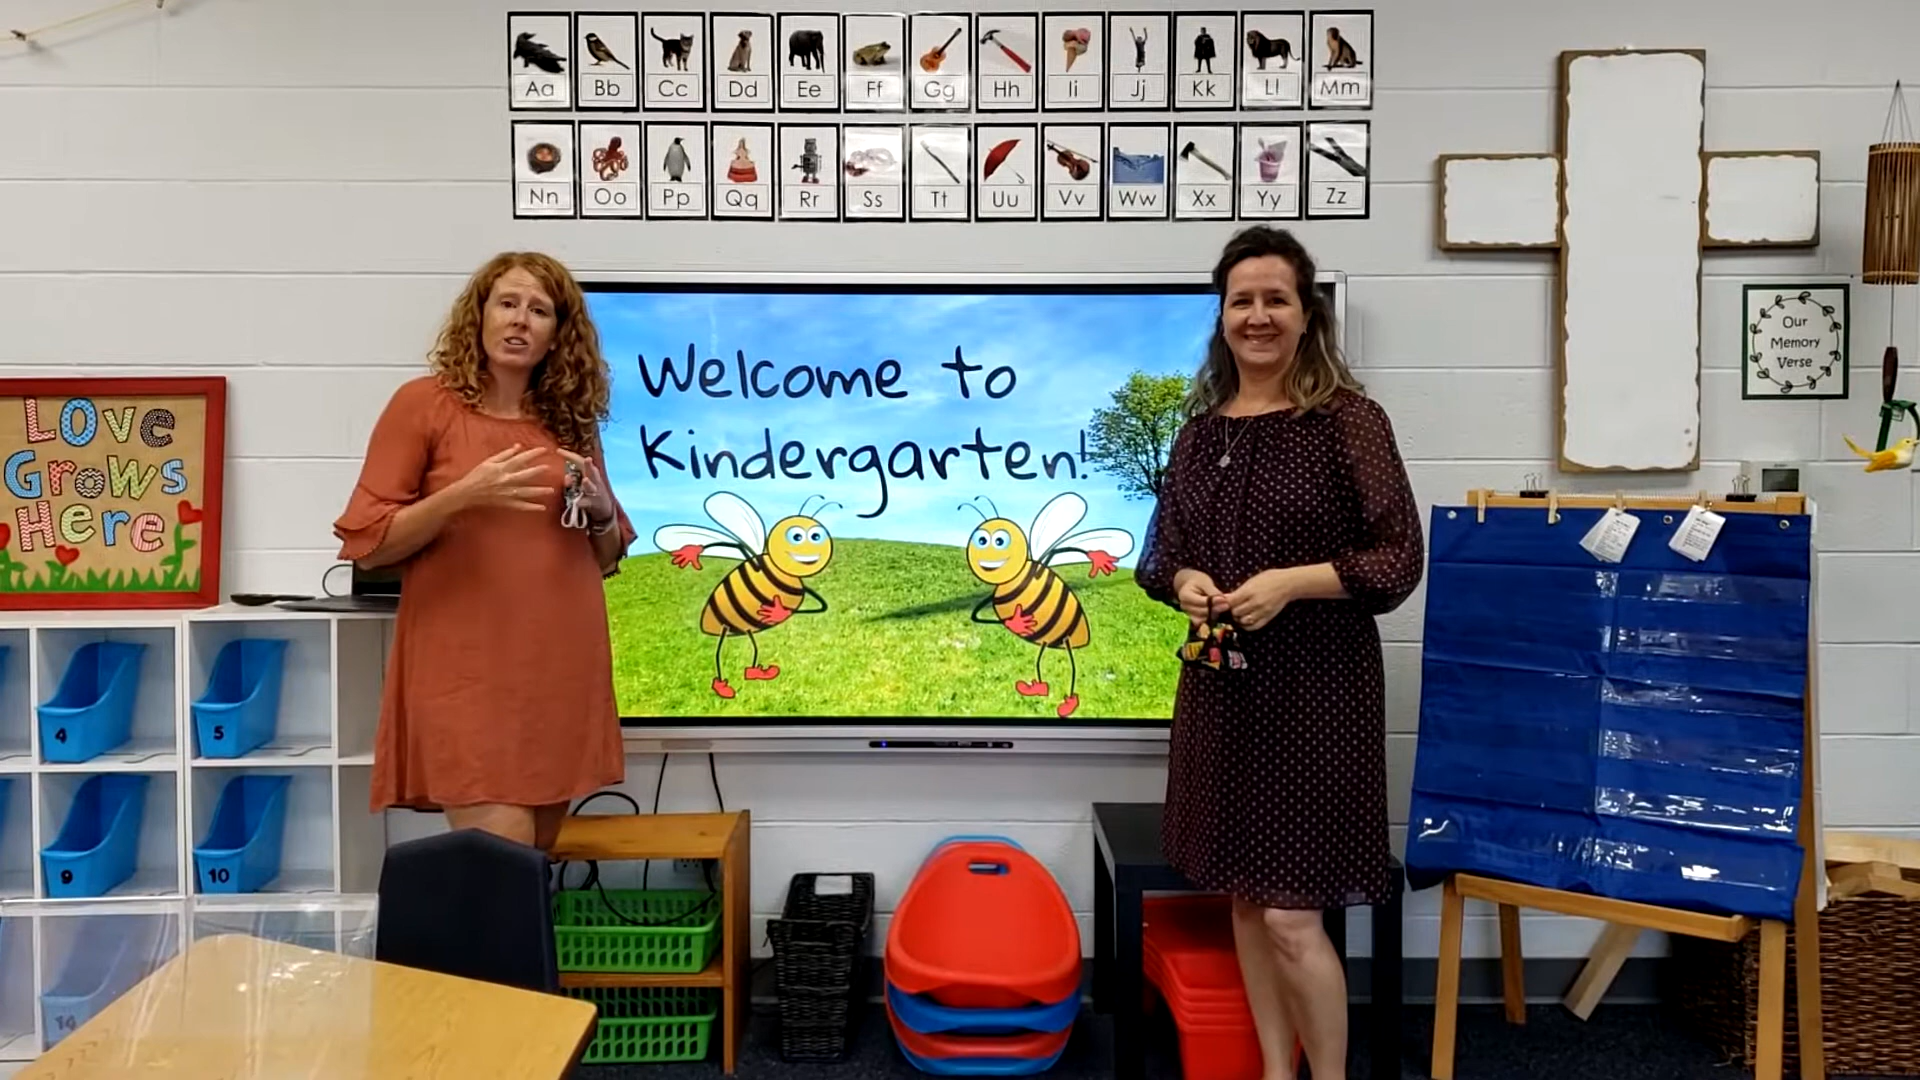 Aa Bb Cc Dd Ee Ff Gg Hh Ii Jj Kk Ll Mm
Nn Oo Pp Qq Rr Ss Tt Uu Vv Ww Xx Yy Zz
Welcome to
Kindergarten!
Love
Grows
Here
Our
Memory
Verse
4
5
9
10
14